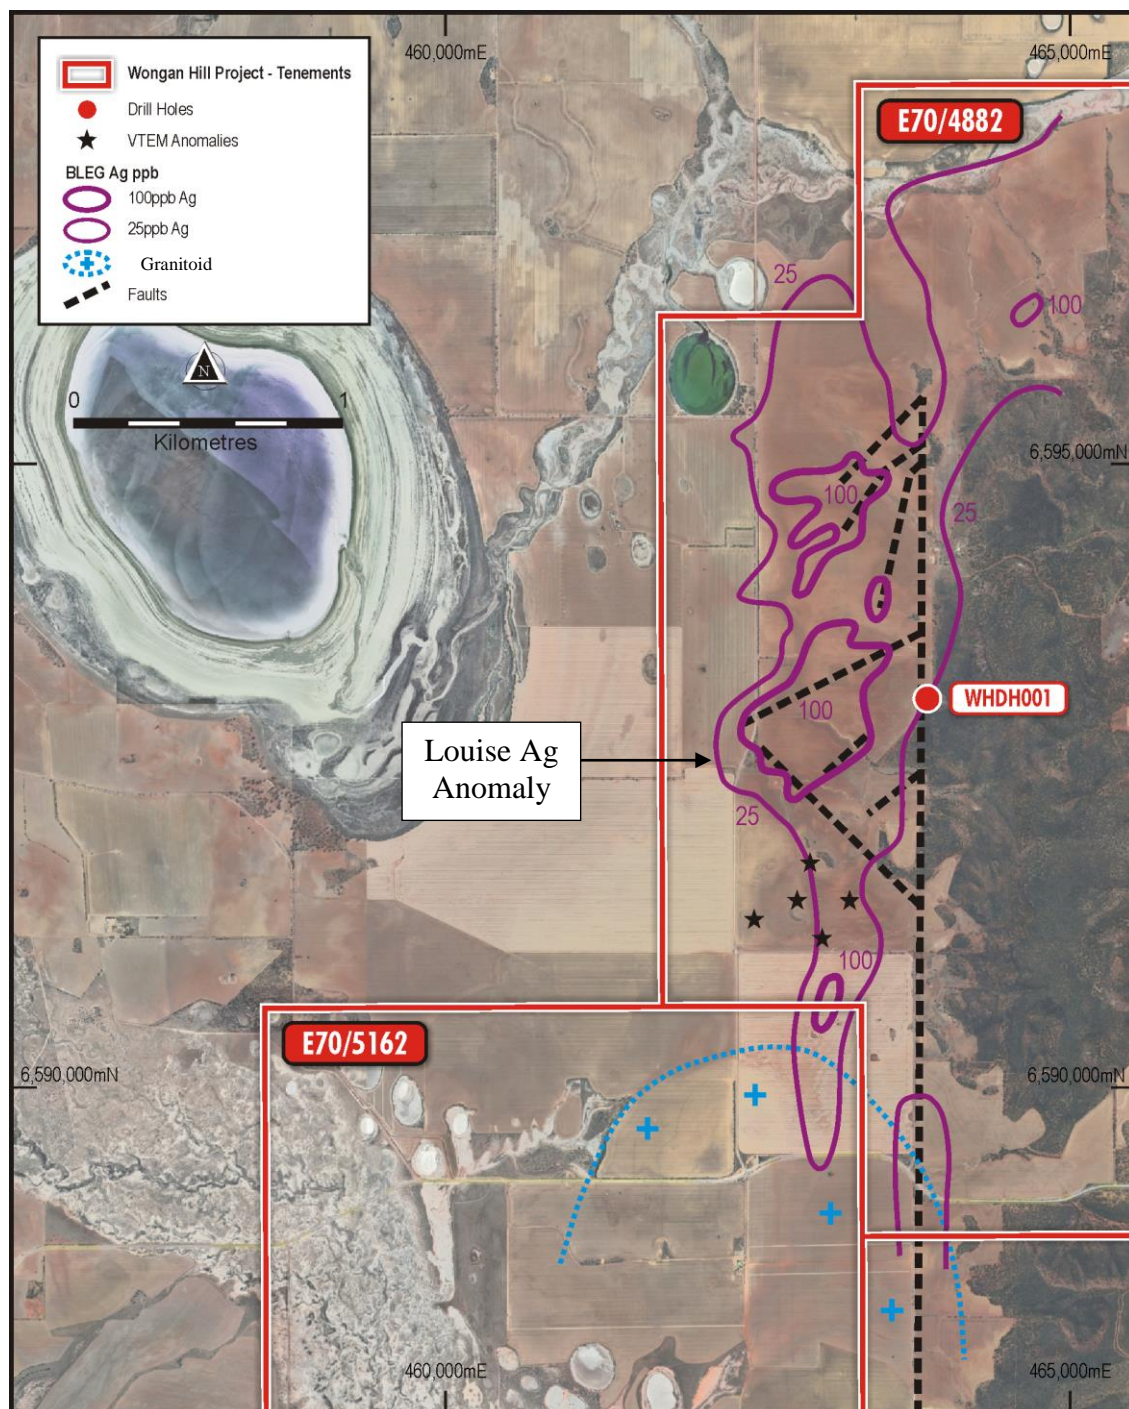 460,000mE
465,000mE
Wongan Hill Project - Tenements
Drill Holes
VTEM Anomalies
BLEG Ag ppb
100ppb Ag
25ppb Ag
Granitoid
Faults
E70/4882
25
100
N
0
1
Kilometres
6,595,000mN
100
25
WHDH001
100
Louise Ag
Anomaly
25
100
E70/5162
6,590,000mN
6,590,000mN
460,000mE
465,000mE